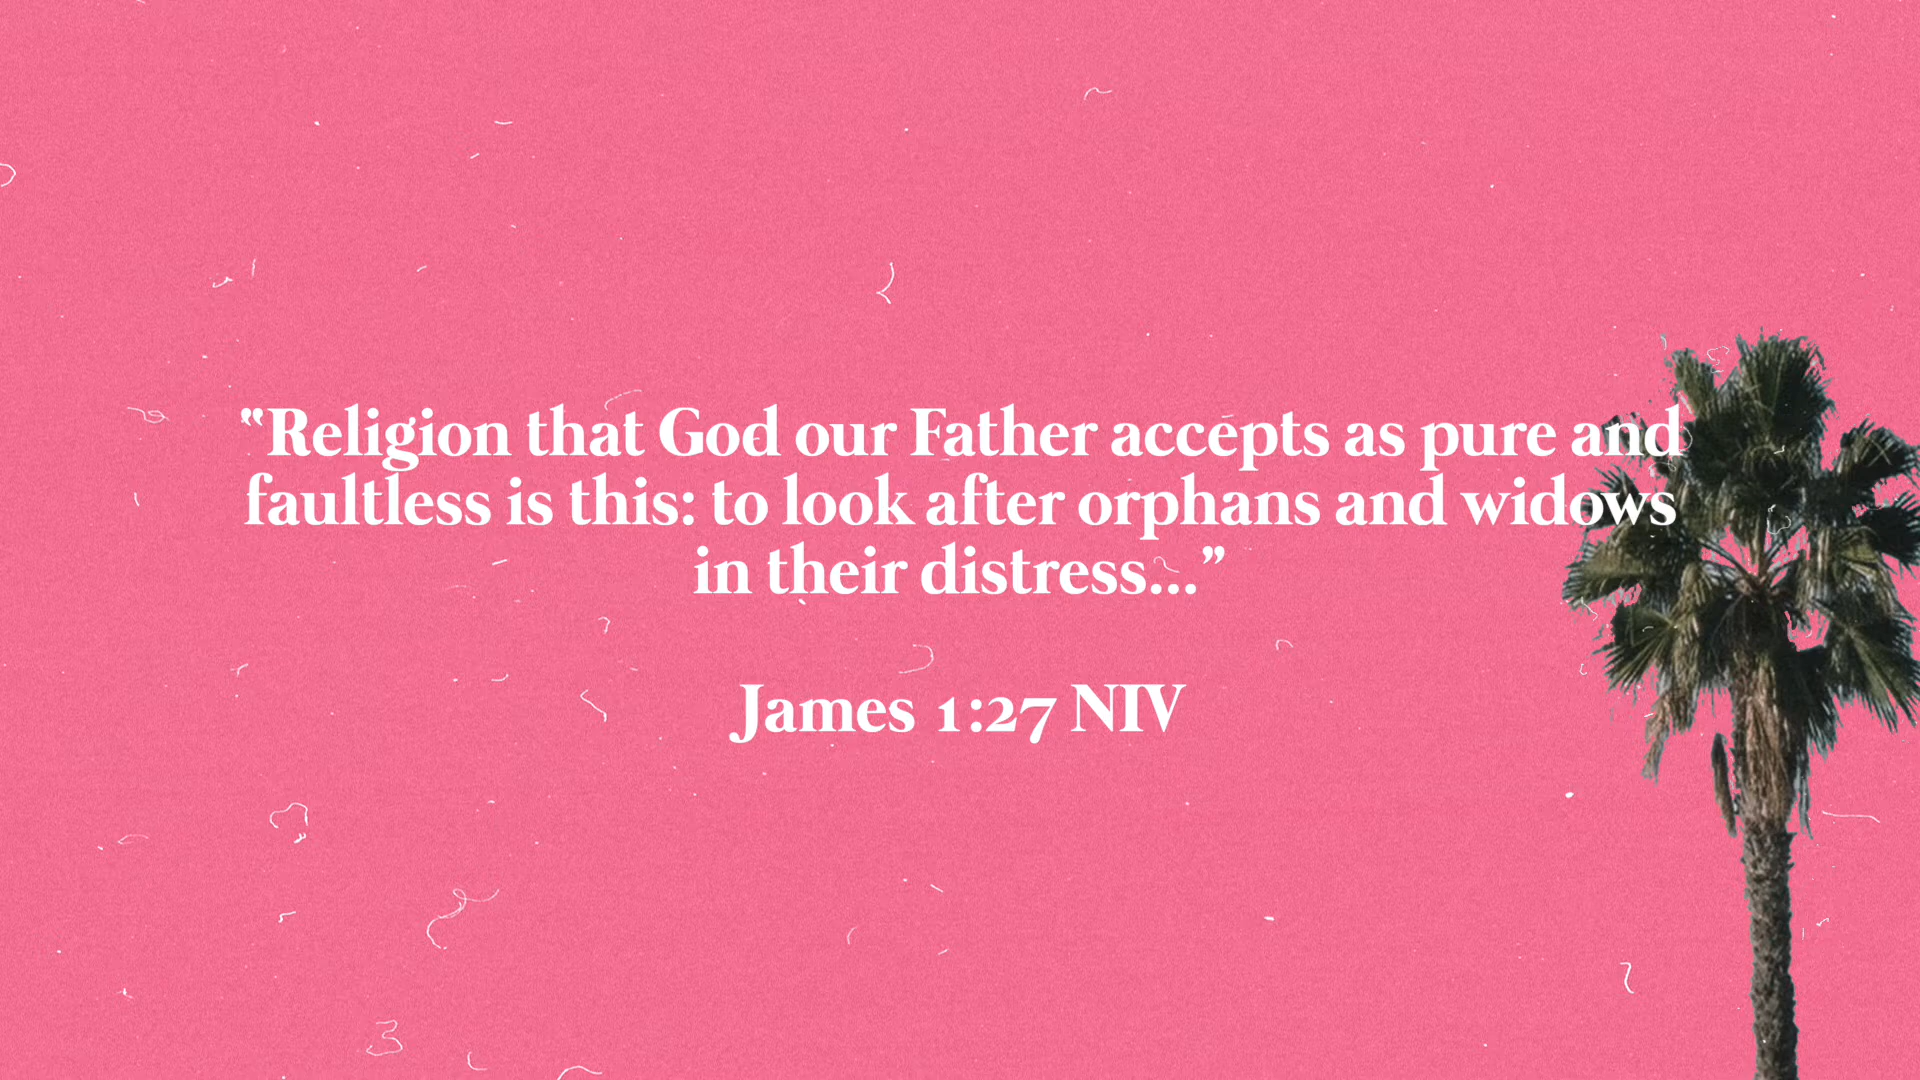 “Religion that God our Father accepts as pure and
faultless is this: to look after orphans and widows
in their distress...”
James 1:27 NIV